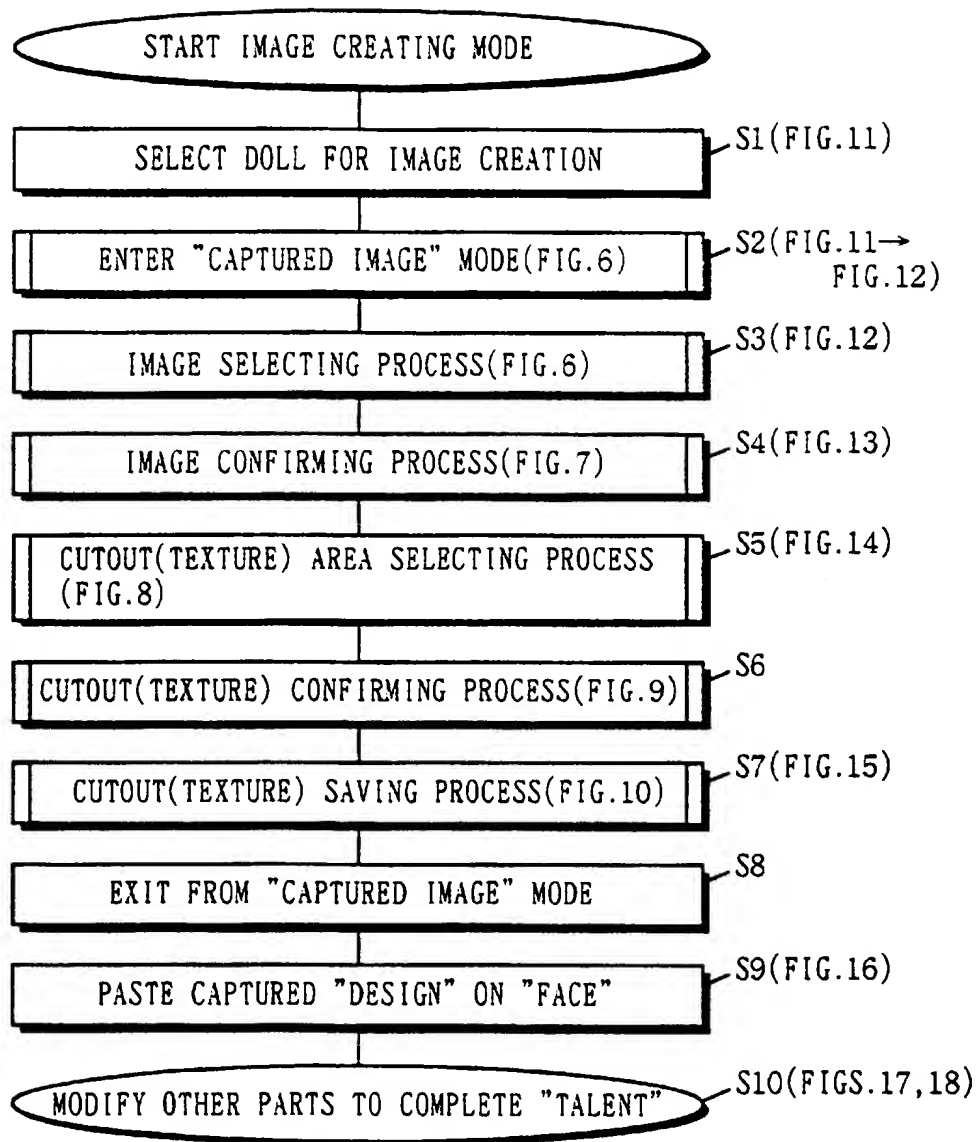 START IMAGE CREATING MODE
SELECT DOLL FOR IMAGE CREATION
S1(FIG.11)
ENTER "CAPTURED IMAGE" MODE(FIG.6)
S2(FIG.11→
FIG.12)
IMAGE SELECTING PROCESS(FIG.6)
S3(FIG.12)
IMAGE CONFIRMING PROCESS(FIG.7)
S4(FIG.13)
CUTOUT(TEXTURE) AREA SELECTING PROCESS
(FIG.8)
S5(FIG.14)
CUTOUT(TEXTURE) CONFIRMING PROCESS(FIG.9)
S6
CUTOUT(TEXTURE) SAVING PROCESS(FIG.10)
S7(FIG.15)
EXIT FROM "CAPTURED IMAGE" MODE
S8
PASTE CAPTURED "DESIGN" ON "FACE"
S9(FIG.16)
MODIFY OTHER PARTS TO COMPLETE "TALENT"
S10(FIGS.17,18)